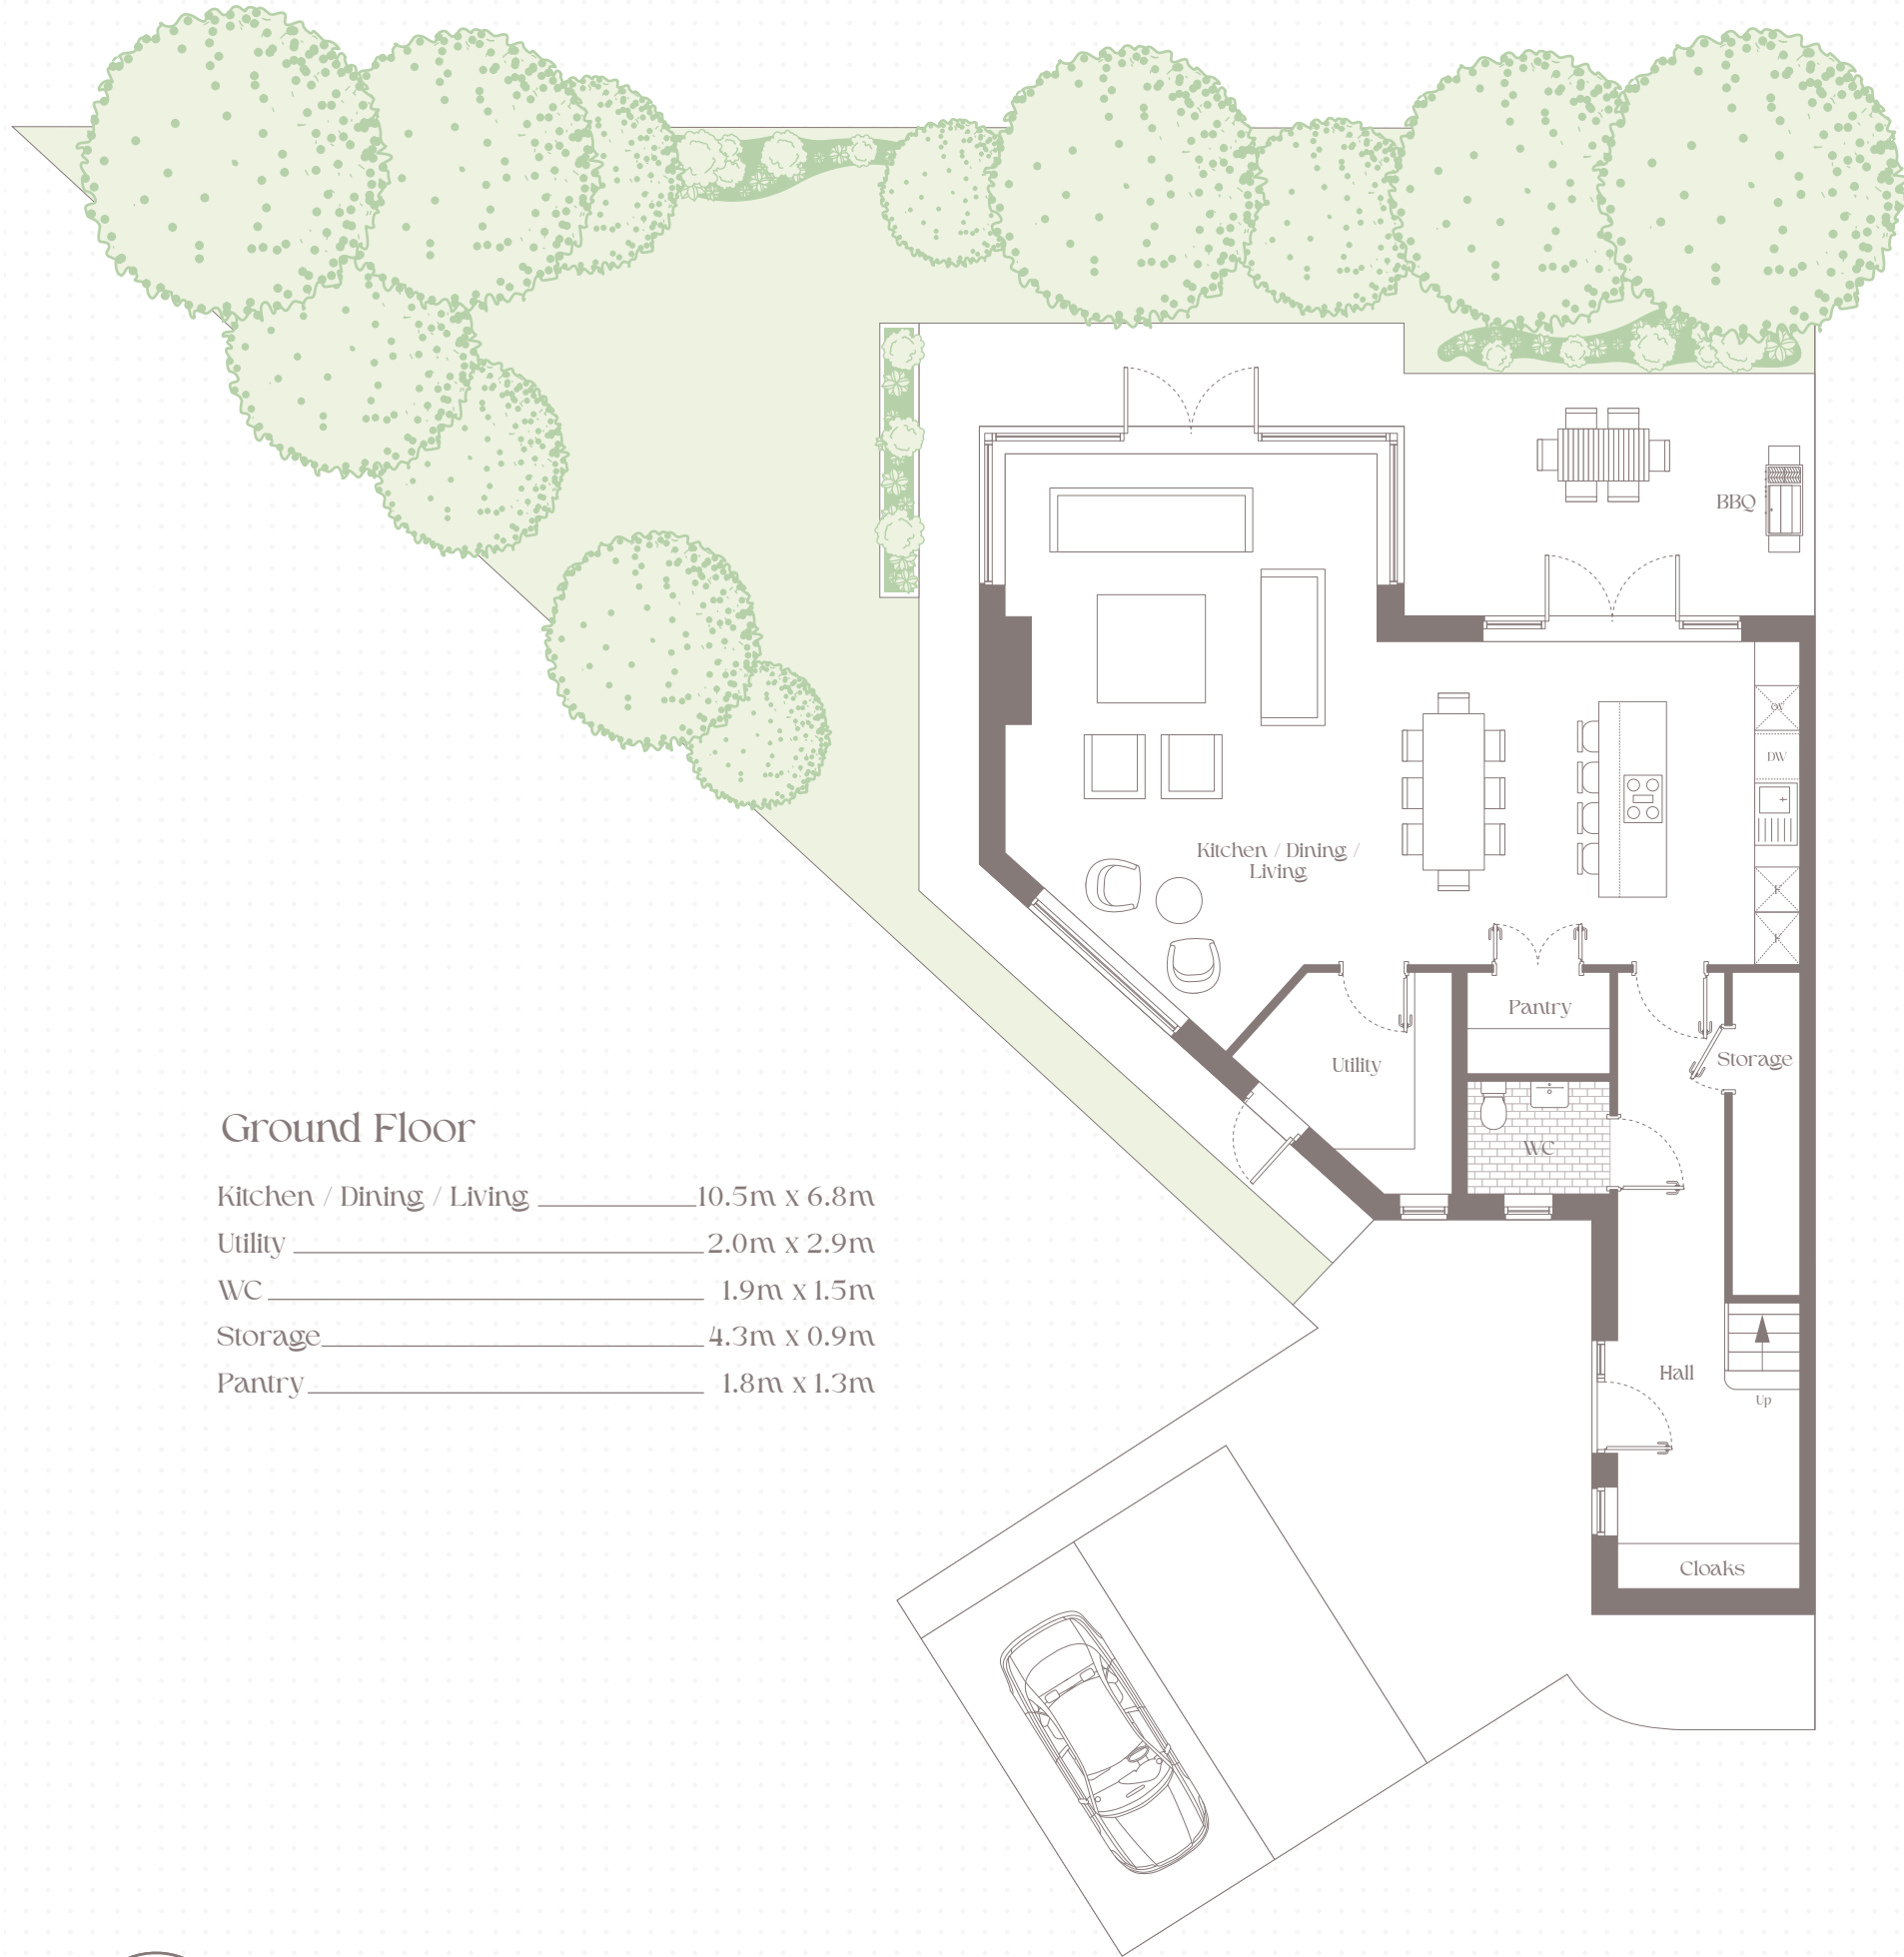 BBQ
OV
DW
Kitchen / Dining /
Living
F
F
Pantry
Storage
Utility
WC
Ground Floor
Kitchen / Dining / Living 10.5m x 6.8m
Utility 2.0m x 2.9m
WC 1.9m x 1.5m
Storage 4.3m x 0.9m
Pantry 1.8m x 1.3m
Hall
Up
Cloaks